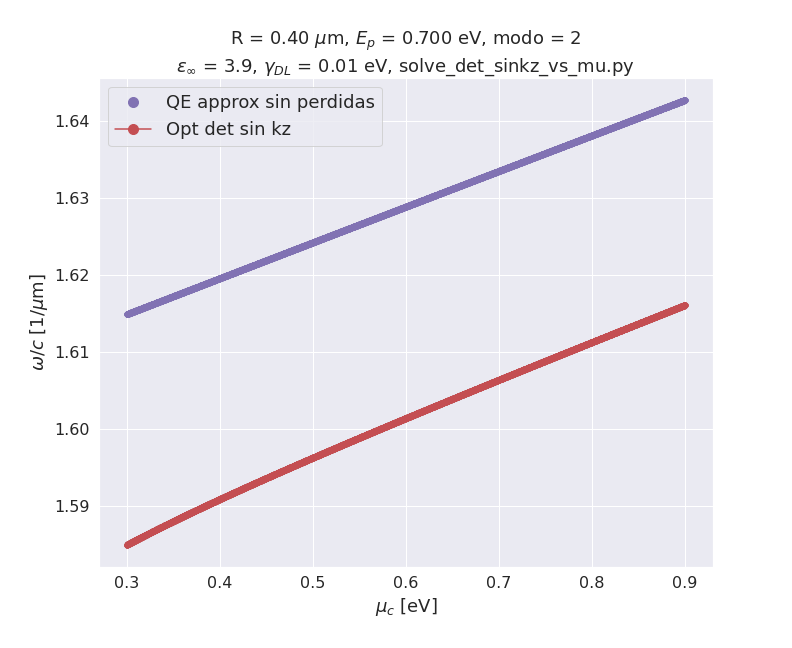 R = 0.40 μm, E_p = 0.700 eV, modo = 2
ε_∞ = 3.9, γ_DL = 0.01 eV, solve_det_sinkz_vs_mu.py
QE approx sin perdidas
Opt det sin kz
1.64
1.63
1.62
1.61
1.60
1.59
ω/c [1/μm]
0.3 0.4 0.5 0.6 0.7 0.8 0.9
μ_c [eV]